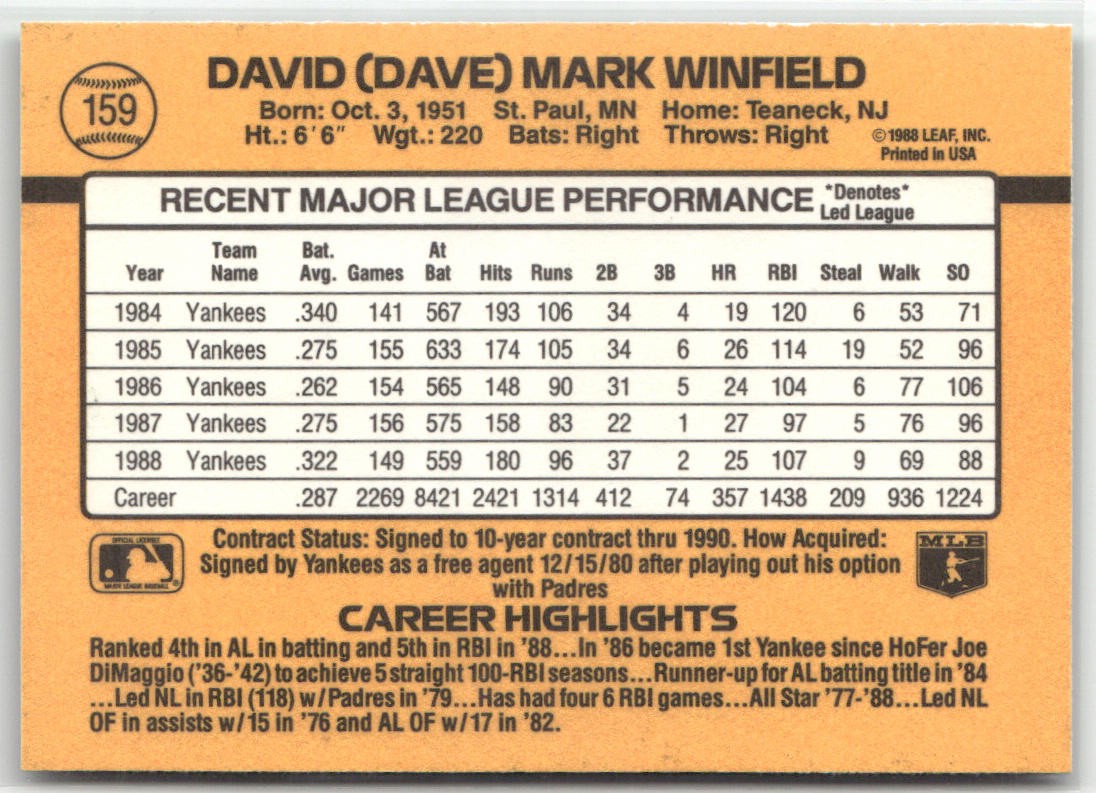 159
DAVID (DAVE) MARK WINFIELD
Born: Oct. 3, 1951 St. Paul, MN Home: Teaneck, NJ
Ht.: 6'6" Wgt.: 220 Bats: Right Throws: Right
©1988 LEAF, INC.
Printed in USA
RECENT MAJOR LEAGUE PERFORMANCE *Denotes*
Led League
Year Team Name Bat. Avg. Games At Bat Hits Runs 2B 3B HR RBI Steal Walk SO
1984 Yankees .340 141 567 193 106 34 4 19 120 6 53 71
1985 Yankees .275 155 633 174 105 34 6 26 114 19 52 96
1986 Yankees .262 154 565 148 90 31 5 24 104 6 77 106
1987 Yankees .275 156 575 158 83 22 1 27 97 5 76 96
1988 Yankees .322 149 559 180 96 37 2 25 107 9 69 88
Career .287 2269 8421 2421 1314 412 74 357 1438 209 936 1224
OFFICIAL LICENSEE
MAJOR LEAGUE BASEBALL
Contract Status: Signed to 10-year contract thru 1990. How Acquired:
Signed by Yankees as a free agent 12/15/80 after playing out his option
with Padres
MLB
CAREER HIGHLIGHTS
Ranked 4th in AL in batting and 5th in RBI in '88...In '86 became 1st Yankee since HoFer Joe
DiMaggio ('36-'42) to achieve 5 straight 100-RBI seasons...Runner-up for AL batting title in '84
...Led NL in RBI (118) w/Padres in '79...Has had four 6 RBI games...All Star '77-'88...Led NL
OF in assists w/15 in '76 and AL OF w/17 in '82.